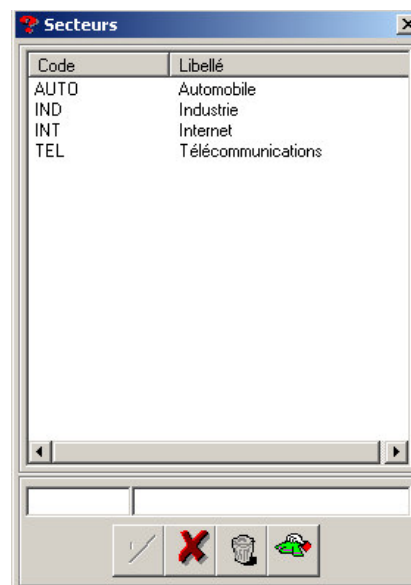 Secteurs
Code Libellé
AUTO Automobile
IND Industrie
INT Internet
TEL Télécommunications